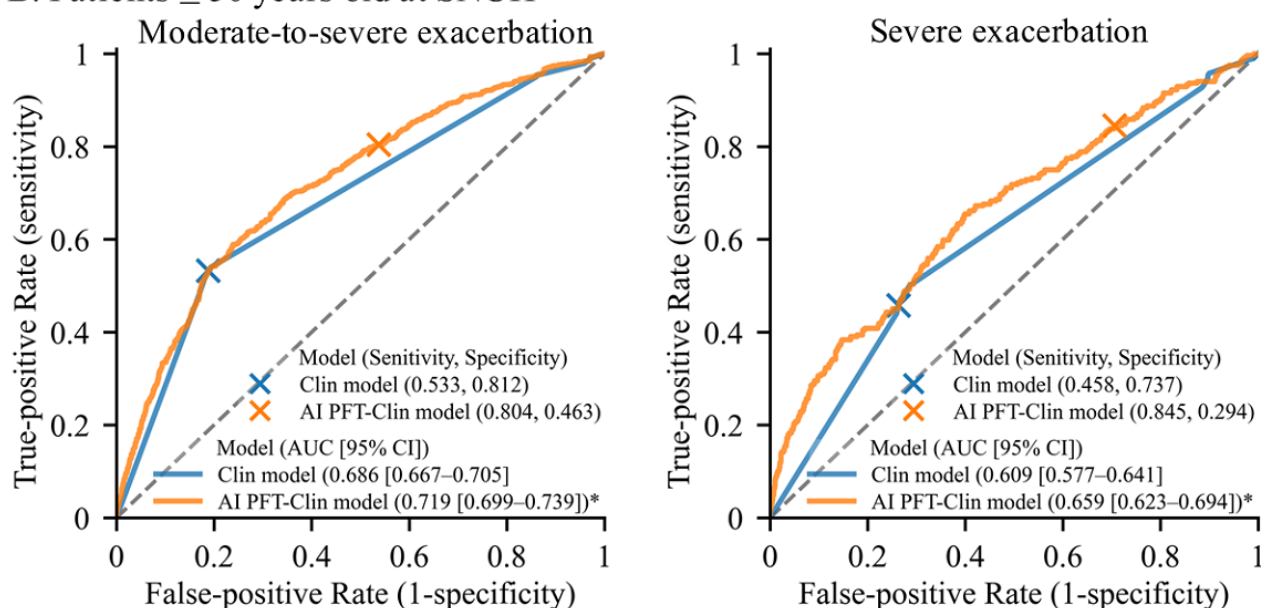 Moderate-to-severe exacerbation
True-positive Rate (sensitivity)
1
0.8
0.6
0.4
0.2
0
Model (Senitivity, Specificity)
Clin model (0.533, 0.812)
AI PFT-Clin model (0.804, 0.463)
Model (AUC [95% CI])
Clin model (0.686 [0.667–0.705]
AI PFT-Clin model (0.719 [0.699–0.739])*
0 0.2 0.4 0.6 0.8 1
False-positive Rate (1-specificity)
Severe exacerbation
True-positive Rate (sensitivity)
1
0.8
0.6
0.4
0.2
0
Model (Senitivity, Specificity)
Clin model (0.458, 0.737)
AI PFT-Clin model (0.845, 0.294)
Model (AUC [95% CI])
Clin model (0.609 [0.577–0.641]
AI PFT-Clin model (0.659 [0.623–0.694])*
0 0.2 0.4 0.6 0.8 1
False-positive Rate (1-specificity)